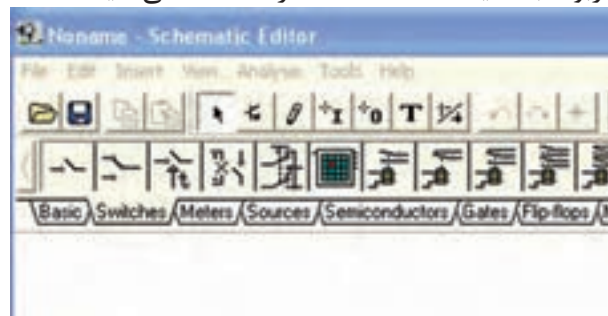 Noname - Schematic Editor
File Edit Insert View Analysis Tools Help
T
Basic Switches Meters Sources Semiconductors Gates Flip-flops